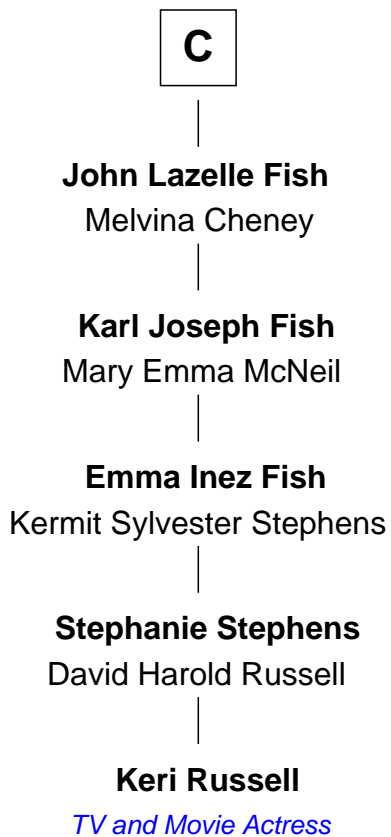 C
John Lazelle Fish
Melvina Cheney
Karl Joseph Fish
Mary Emma McNeil
Emma Inez Fish
Kermit Sylvester Stephens
Stephanie Stephens
David Harold Russell
Keri Russell
TV and Movie Actress